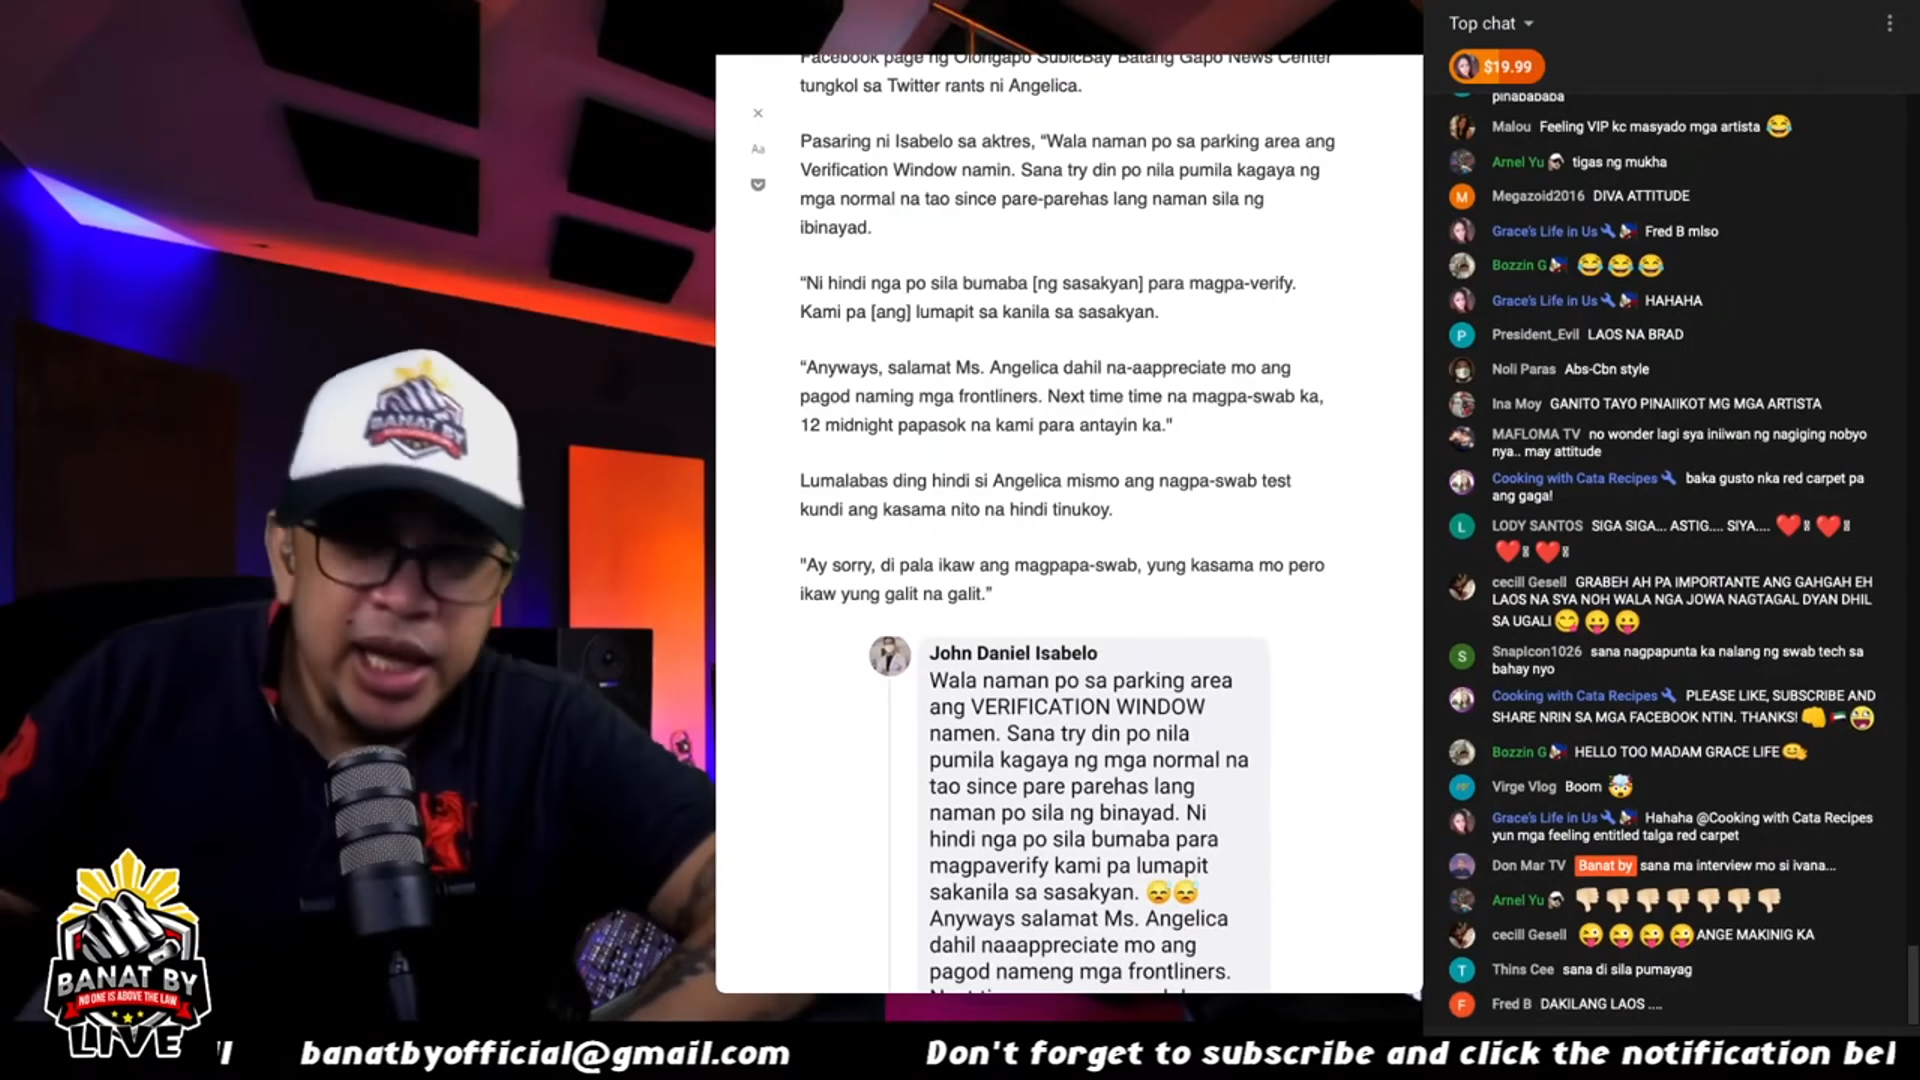 Facebook page ng Olongapo SubicBay Batang Gapo News Center
tungkol sa Twitter rants ni Angelica.
Aa
Pasaring ni Isabelo sa aktres, “Wala naman po sa parking area ang
Verification Window namin. Sana try din po nila pumila kagaya ng
mga normal na tao since pare-parehas lang naman sila ng
ibinayad.
“Ni hindi nga po sila bumaba [ng sasakyan] para magpa-verify.
Kami pa [ang] lumapit sa kanila sa sasakyan.
“Anyways, salamat Ms. Angelica dahil na-aappreciate mo ang
pagod naming mga frontliners. Next time time na magpa-swab ka,
12 midnight papasok na kami para antayin ka."
Lumalabas ding hindi si Angelica mismo ang nagpa-swab test
kundi ang kasama nito na hindi tinukoy.
"Ay sorry, di pala ikaw ang magpapa-swab, yung kasama mo pero
ikaw yung galit na galit.”
John Daniel Isabelo
Wala naman po sa parking area
ang VERIFICATION WINDOW
namen. Sana try din po nila
pumila kagaya ng mga normal na
tao since pare parehas lang
naman po sila ng binayad. Ni
hindi nga po sila bumaba para
magpaverify kami pa lumapit
sakanila sa sasakyan. 😓😓
Anyways salamat Ms. Angelica
dahil naaappreciate mo ang
pagod nameng mga frontliners.
BANAT BY
BANAT BY
NO ONE IS ABOVE THE LAW
LIVE
banatbyofficial@gmail.com
Don't forget to subscribe and click the notification bel
Top chat
$19.99
pinabababa
Malou Feeling VIP kc masyado mga artista 😂
Arnel Yu tigas ng mukha
M Megazoid2016 DIVA ATTITUDE
Grace's Life in Us Fred B mlso
Bozzin G 😂😂😂
Grace's Life in Us HAHAHA
P President_Evil LAOS NA BRAD
Noli Paras Abs-Cbn style
Ina Moy GANITO TAYO PINAIIKOT MG MGA ARTISTA
MAFLOMA TV no wonder lagi sya iniiwan ng nagiging nobyo
nya.. may attitude
Cooking with Cata Recipes baka gusto nka red carpet pa
ang gaga!
L LODY SANTOS SIGA SIGA... ASTIG.... SIYA.... ❤️ ❤️
❤️ ❤️
cecill Gesell GRABEH AH PA IMPORTANTE ANG GAHGAH EH
LAOS NA SYA NOH WALA NGA JOWA NAGTAGAL DYAN DHIL
SA UGALI 😋😛😛
S SnapIcon1026 sana nagpapunta ka nalang ng swab tech sa
bahay nyo
Cooking with Cata Recipes PLEASE LIKE, SUBSCRIBE AND
SHARE NRIN SA MGA FACEBOOK NTIN. THANKS!
Bozzin G HELLO TOO MADAM GRACE LIFE
Virge Vlog Boom 🤯
Grace's Life in Us Hahaha @Cooking with Cata Recipes
yun mga feeling entitled talga red carpet
Don Mar TV Banat by sana ma interview mo si ivana...
Arnel Yu 👎🏻👎🏻👎🏻👎🏻👎🏻👎🏻👎🏻
cecill Gesell 😜😜😜😜 ANGE MAKINIG KA
T Thins Cee sana di sila pumayag
F Fred B DAKILANG LAOS ....